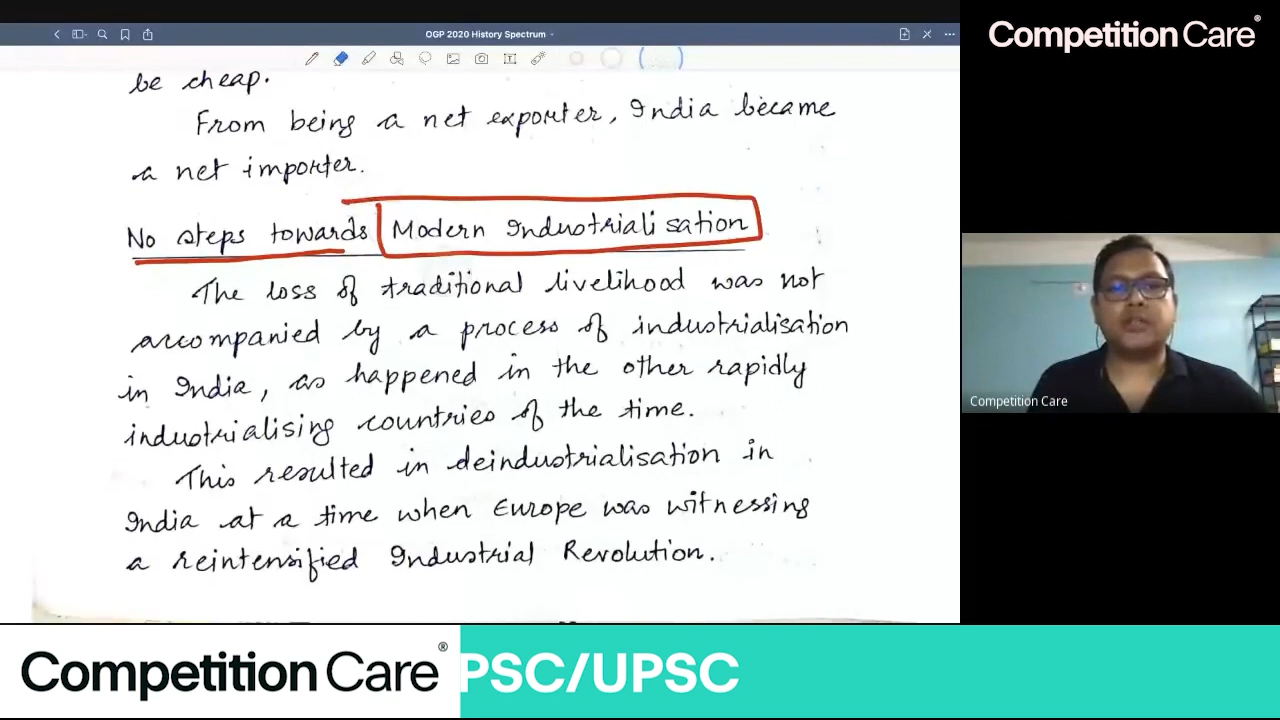 OGP 2020 History Spectrum
Competition Care®
be cheap.
From being a net exporter, India became
a net importer.
No steps towards Modern Industrialisation
The loss of traditional livelihood was not
accompanied by a process of industrialisation
in India, as happened in the other rapidly
industrialising countries of the time.
This resulted in deindustrialisation in
India at a time when Europe was witnessing
a reintensified Industrial Revolution.
Competition Care
Competition Care®
PSC/UPSC